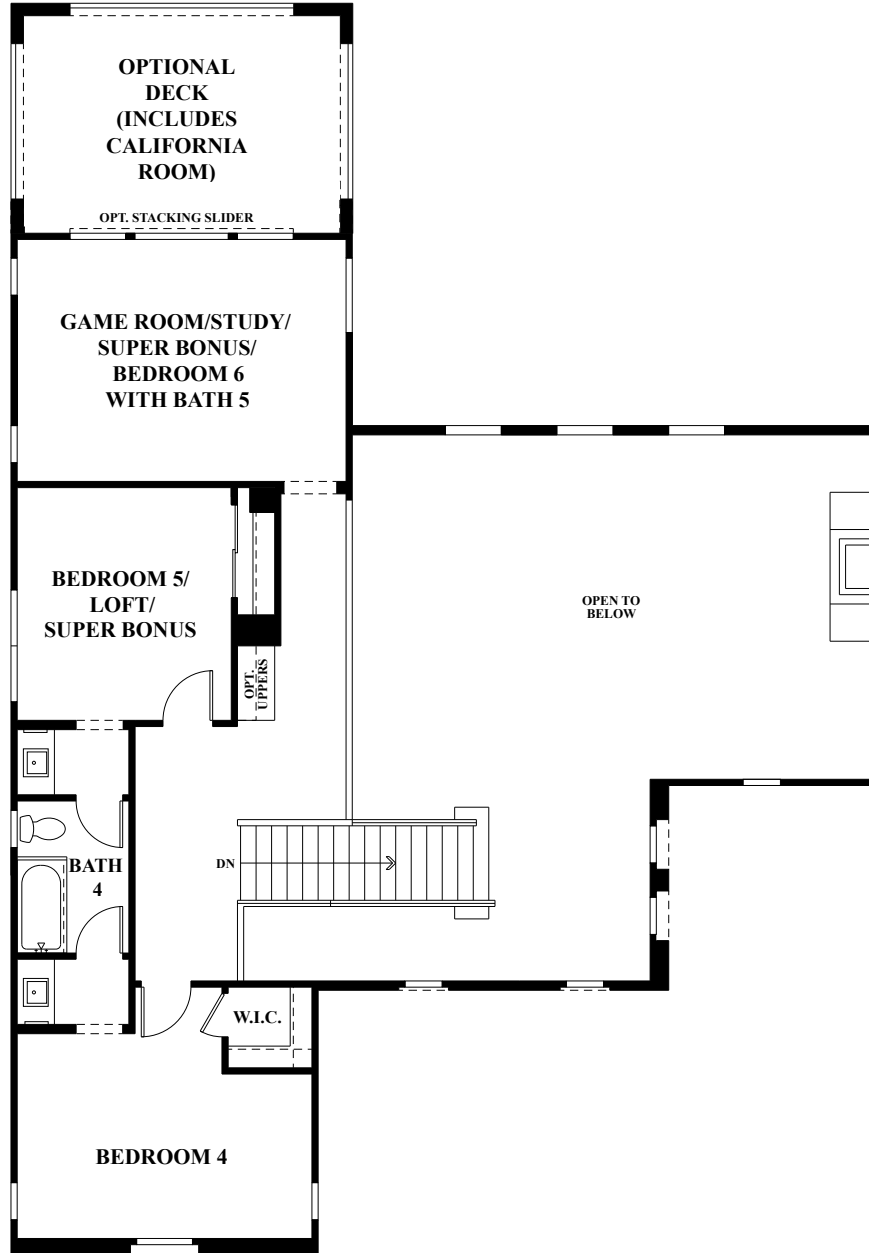 OPTIONAL
DECK
(INCLUDES
CALIFORNIA
ROOM)
OPT. STACKING SLIDER
GAME ROOM/STUDY/
SUPER BONUS/
BEDROOM 6
WITH BATH 5
BEDROOM 5/
LOFT/
SUPER BONUS
OPT.
UPPERS
OPEN TO
BELOW
DN
BATH
4
W.I.C.
BEDROOM 4